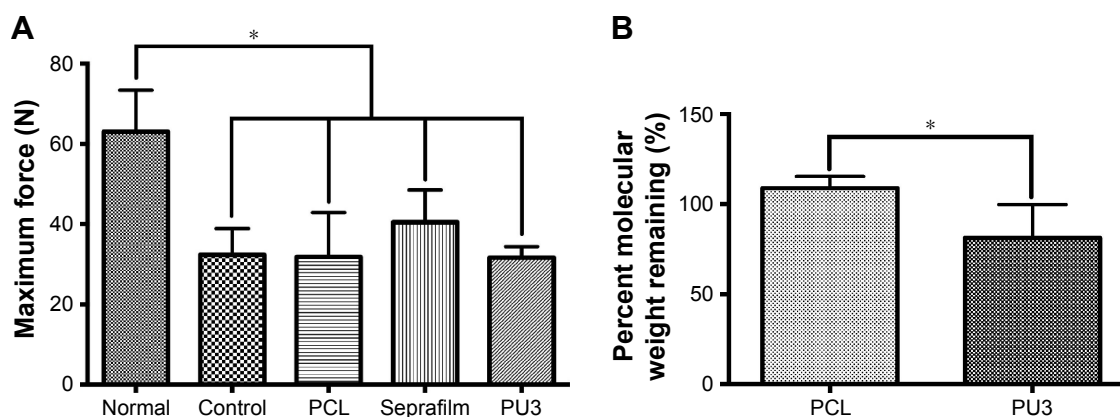 A
*
Maximum force (N)
80
60
40
20
0
Normal Control PCL Seprafilm PU3
B
*
Percent molecular
weight remaining (%)
150
100
50
0
PCL PU3